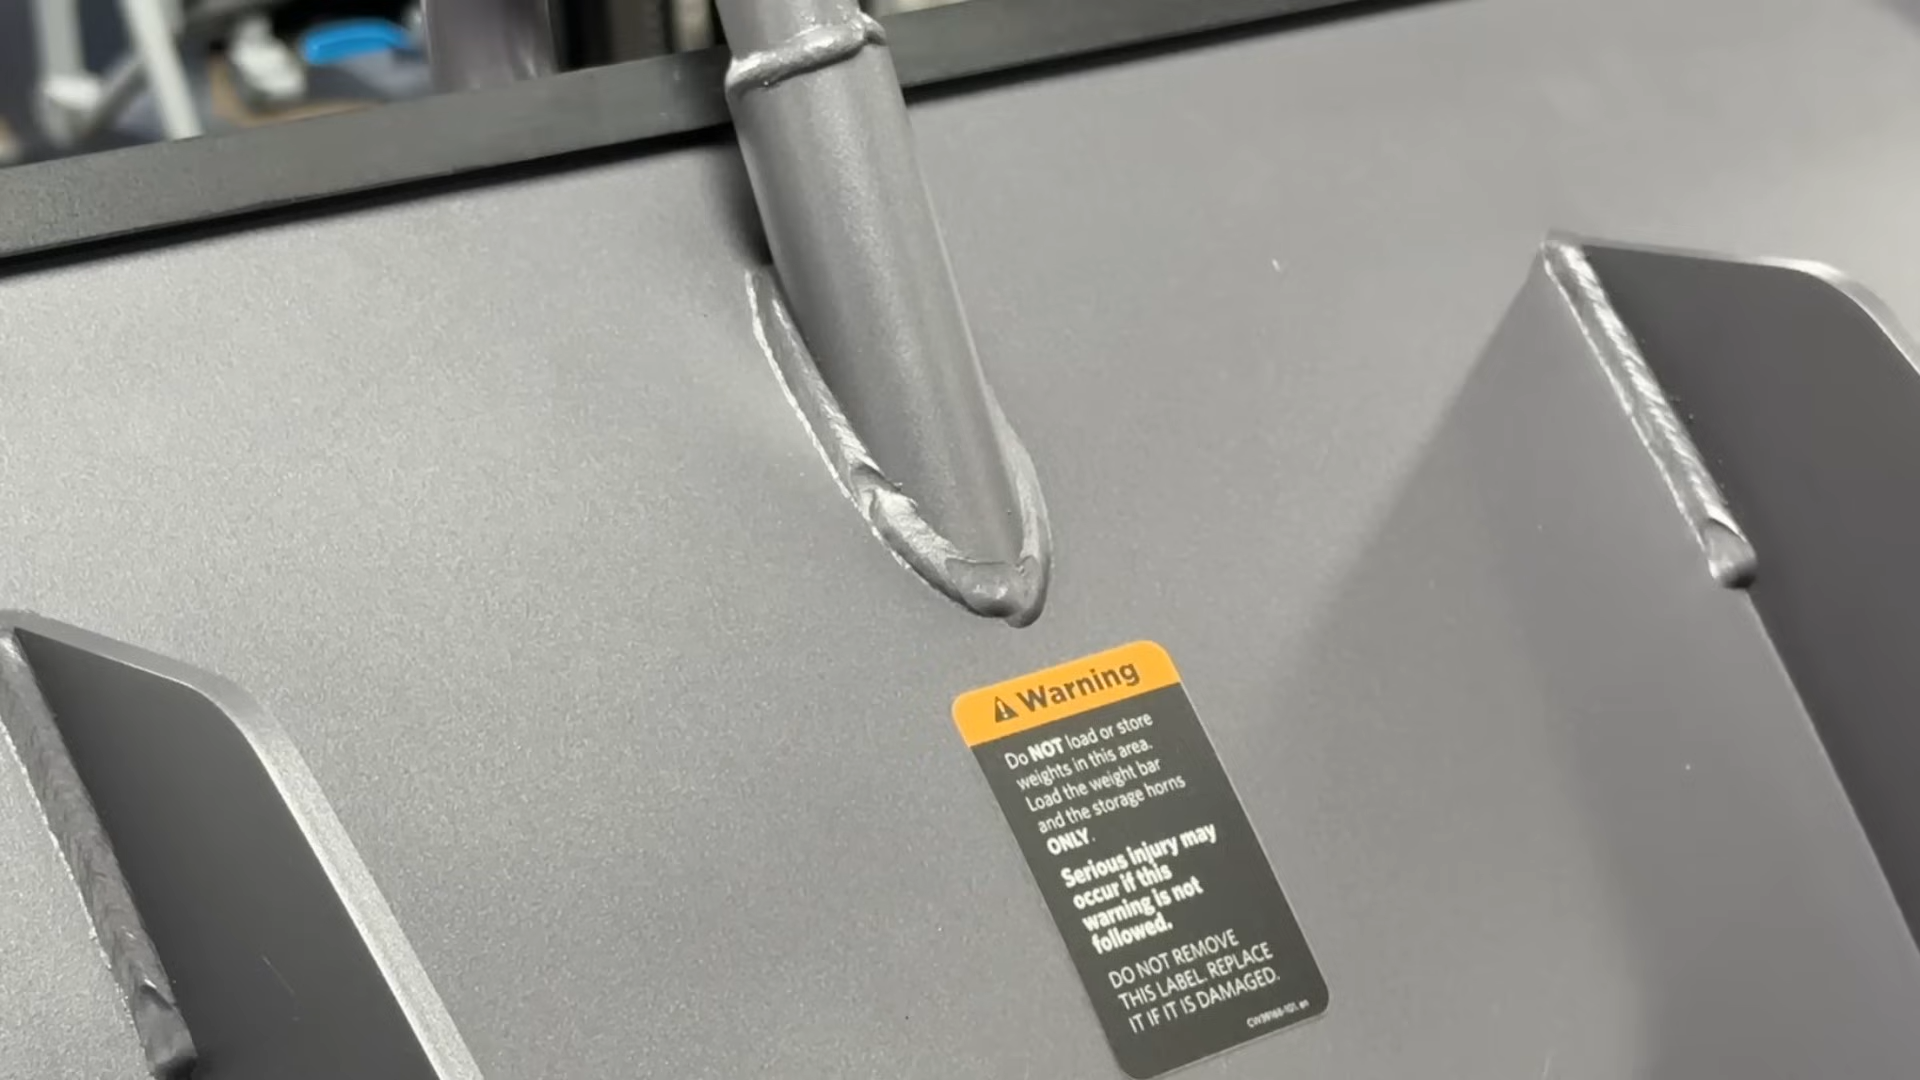 Warning
Do NOT load or store
weights in this area.
Load the weight bar
and the storage horns
ONLY.
Serious injury may
occur if this
warning is not
followed.
DO NOT REMOVE
THIS LABEL. REPLACE
IT IF IT IS DAMAGED.